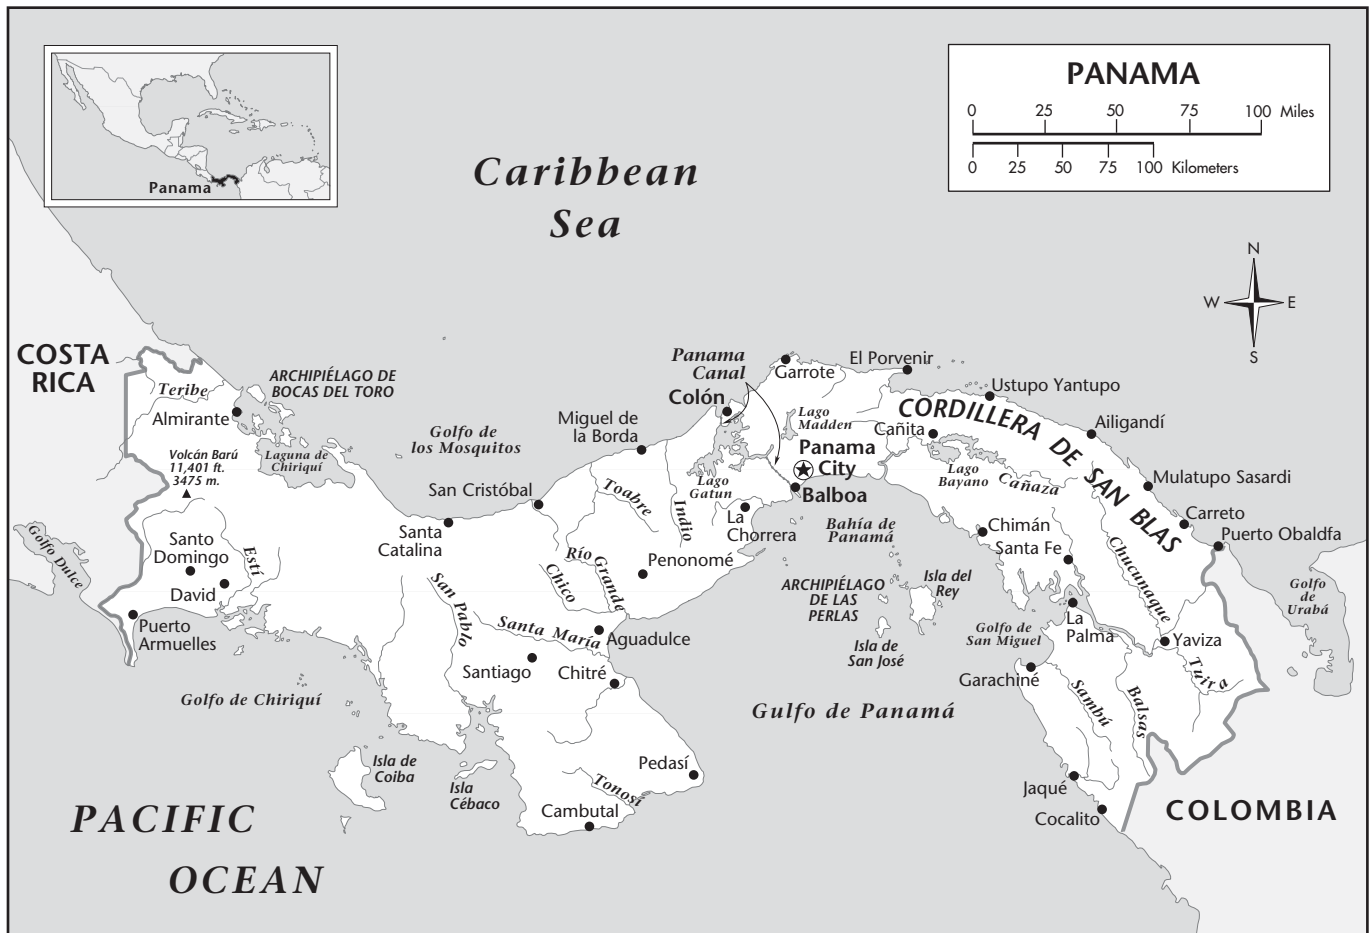 PANAMA
0 25 50 75 100 Miles
0 25 50 75 100 Kilometers
Panama
Caribbean
Sea
N
W E
S
COSTA
RICA
Teribe
Almirante
ARCHIPIÉLAGO DE
BOCAS DEL TORO
Laguna de
Chiriquí
Volcán Barú
11,401 ft.
3475 m.
Golfo de
los Mosquitos
Golfo Dulce
Santo
Domingo
Estí
David
Puerto
Armuelles
Golfo de Chiriquí
San Cristóbal
Santa
Catalina
San Pablo
Miguel de
la Borda
Toabre
Indio
Río Grande
Chico
Penonomé
Santa María
Aguadulce
Santiago
Chitré
Isla de
Coiba
Isla
Cébaco
Pedasí
Tonosí
Cambutal
Panama
Canal
Colón
Garrote
El Porvenir
Lago
Madden
Panama
City
Balboa
Lago
Gatun
La
Chorrera
Cañita
Ustupo Yantupo
CORDILLERA DE SAN BLAS
Ailigandí
Lago
Bayano
Cañaza
Mulatupo Sasardi
Carreto
Puerto Obaldfa
Bahía de
Panamá
Chimán
Santa Fe
Chucunaque
ARCHIPIÉLAGO
DE LAS
PERLAS
Isla del
Rey
Isla de
San José
Golfo de
San Miguel
La
Palma
Yaviza
Tuira
Golfo
de
Urabá
Garachiné
Sambú
Balsas
Gulfo de Panamá
Jaqué
Cocalito
COLOMBIA
PACIFIC
OCEAN